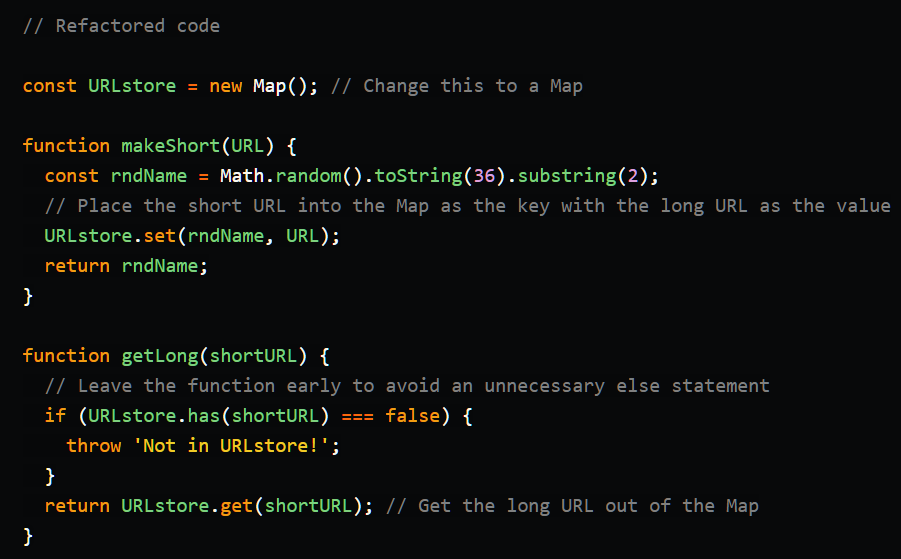 // Refactored code
const URLstore = new Map(); // Change this to a Map
function makeShort(URL) {
const rndName = Math.random().toString(36).substring(2);
// Place the short URL into the Map as the key with the long URL as the value
URLstore.set(rndName, URL);
return rndName;
}
function getLong(shortURL) {
// Leave the function early to avoid an unnecessary else statement
if (URLstore.has(shortURL) === false) {
throw 'Not in URLstore!';
}
return URLstore.get(shortURL); // Get the long URL out of the Map
}